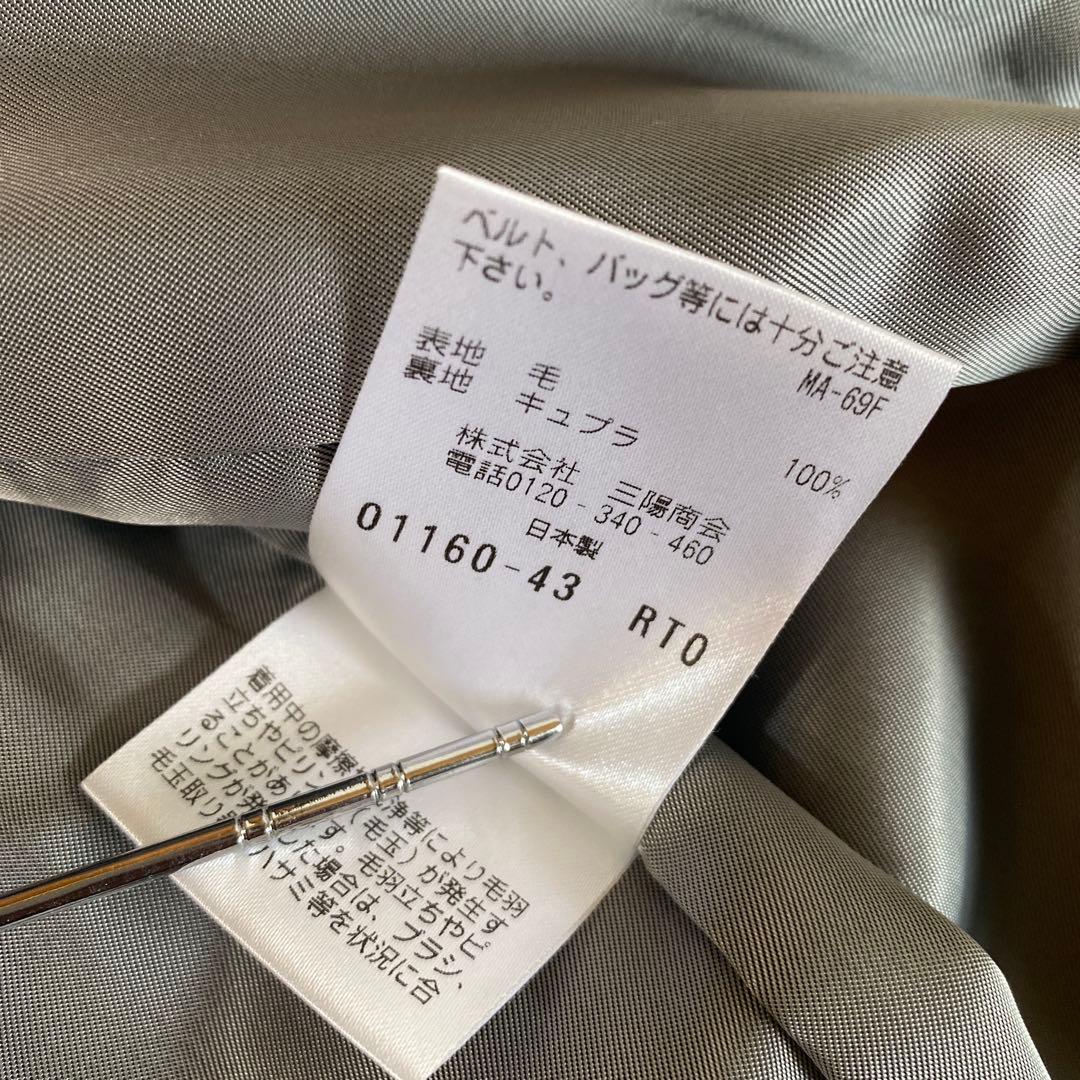 ベルト、バッグ等には十分ご注意
下さい。
MA-69F
表地 毛 100%
裏地 キュプラ
株式会社 三陽商会
電話0120-340-460
日本製
01160-43 RTO
着用中の摩擦 浄等により毛羽
立ちやピリン (毛玉)が発生す
ることがあ す。毛羽立ちやピ
リングが発 した場合は、ブラシ、
毛玉取り ハサミ等を状況に合